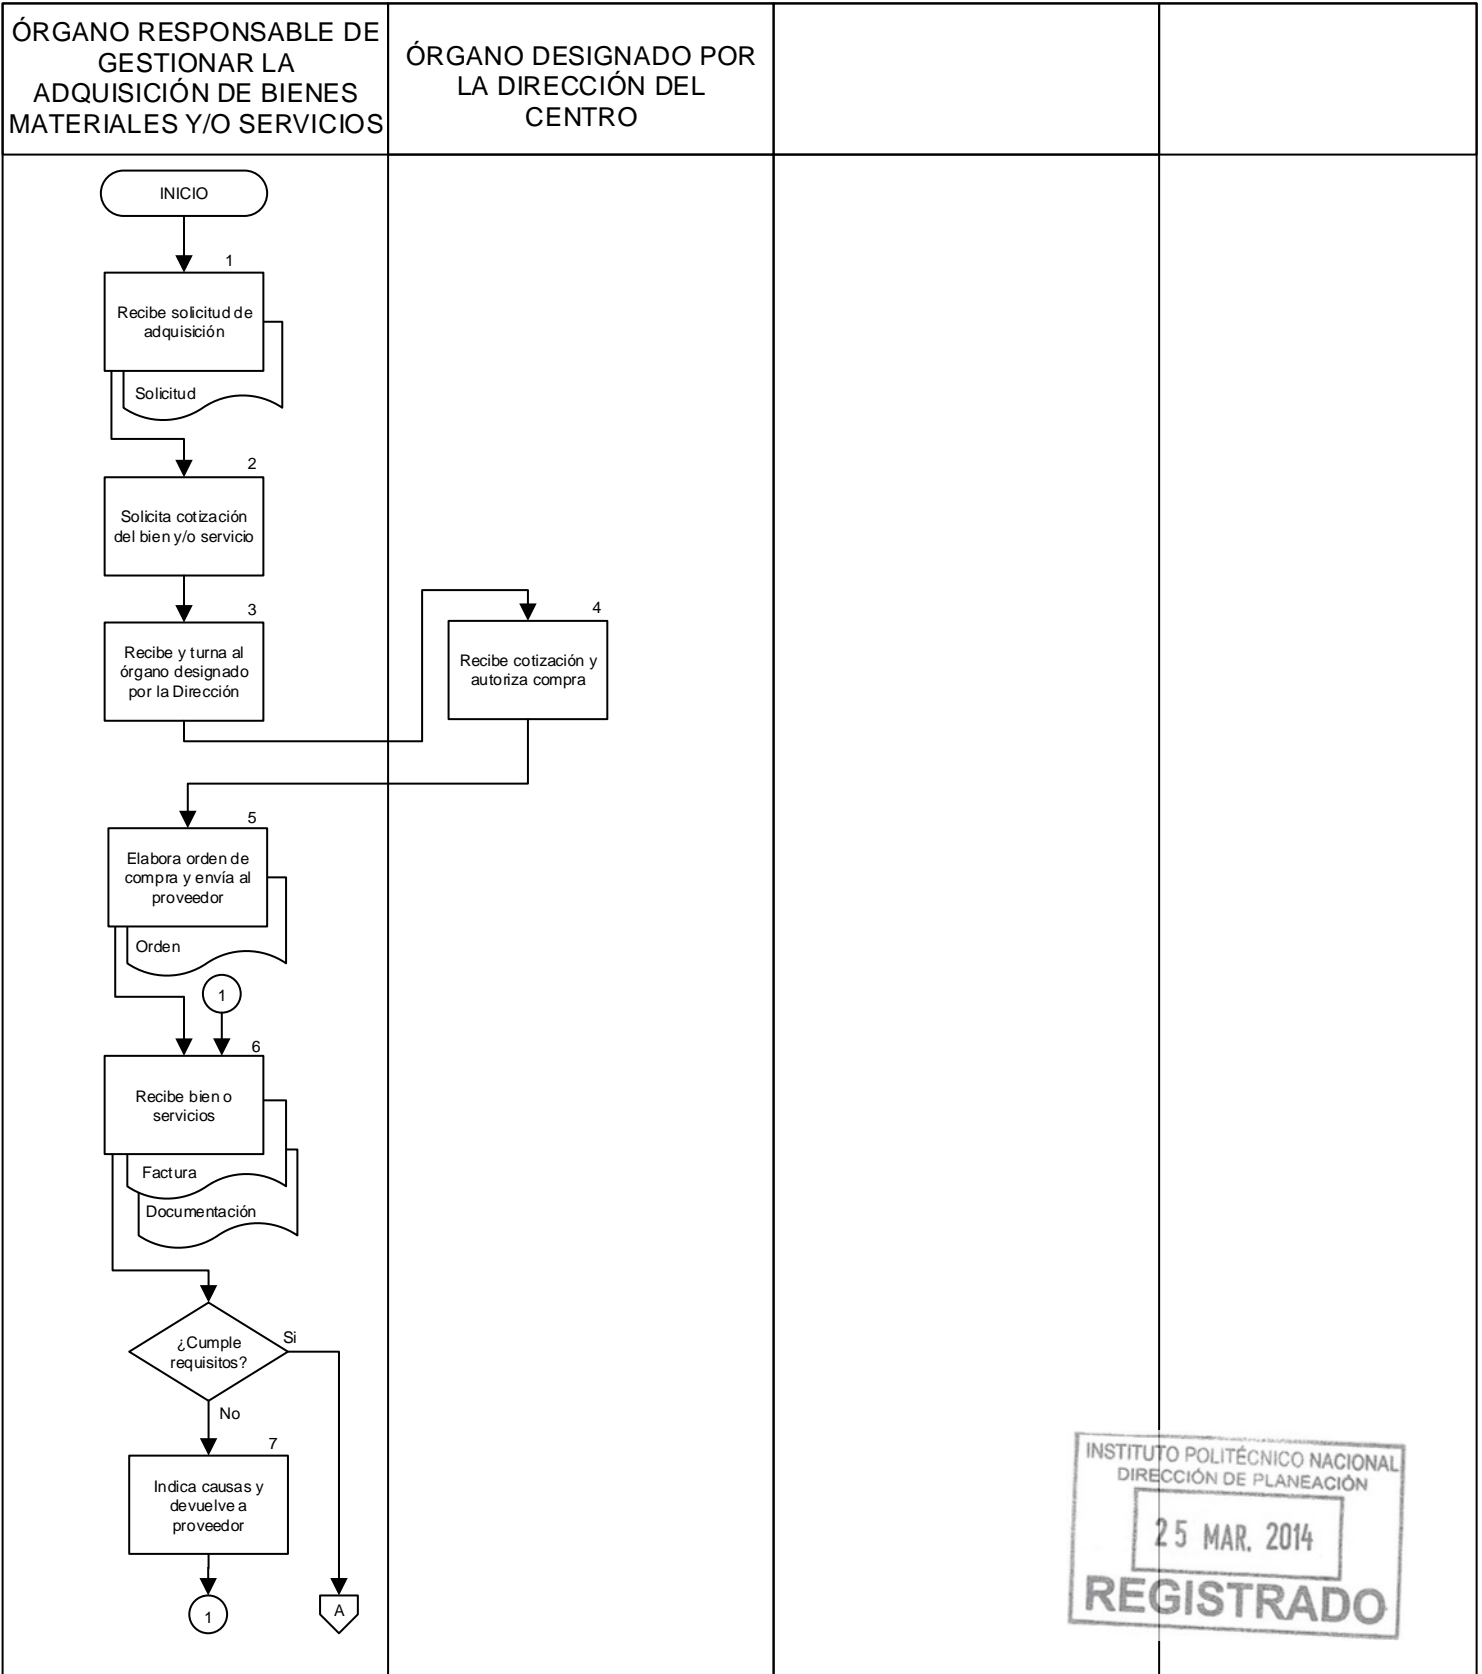 ÓRGANO RESPONSABLE DE
GESTIONAR LA
ADQUISICIÓN DE BIENES
MATERIALES Y/O SERVICIOS
ÓRGANO DESIGNADO POR
LA DIRECCIÓN DEL
CENTRO
INICIO
1
Recibe solicitud de
adquisición
Solicitud
2
Solicita cotización
del bien y/o servicio
3
Recibe y turna al
órgano designado
por la Dirección
4
Recibe cotización y
autoriza compra
5
Elabora orden de
compra y envía al
proveedor
Orden
1
6
Recibe bien o
servicios
Factura
Documentación
¿Cumple
requisitos?
Si
No
7
Indica causas y
devuelve a
proveedor
1
A
INSTITUTO POLITÉCNICO NACIONAL
DIRECCIÓN DE PLANEACIÓN
25 MAR. 2014
REGISTRADO